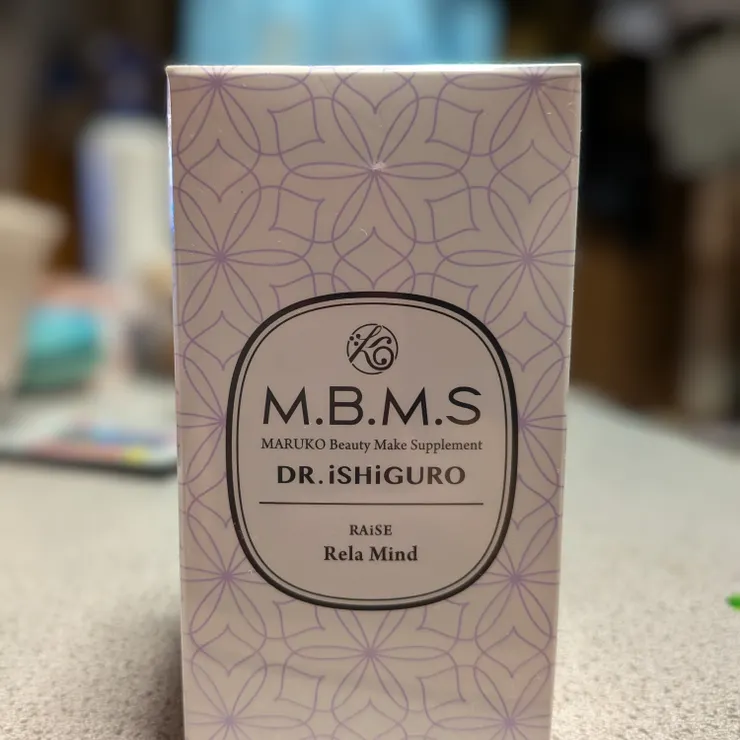 M.B.M.S
MARUKO Beauty Make Supplement
DR.iSHiGURO
RAiSE
Rela Mind